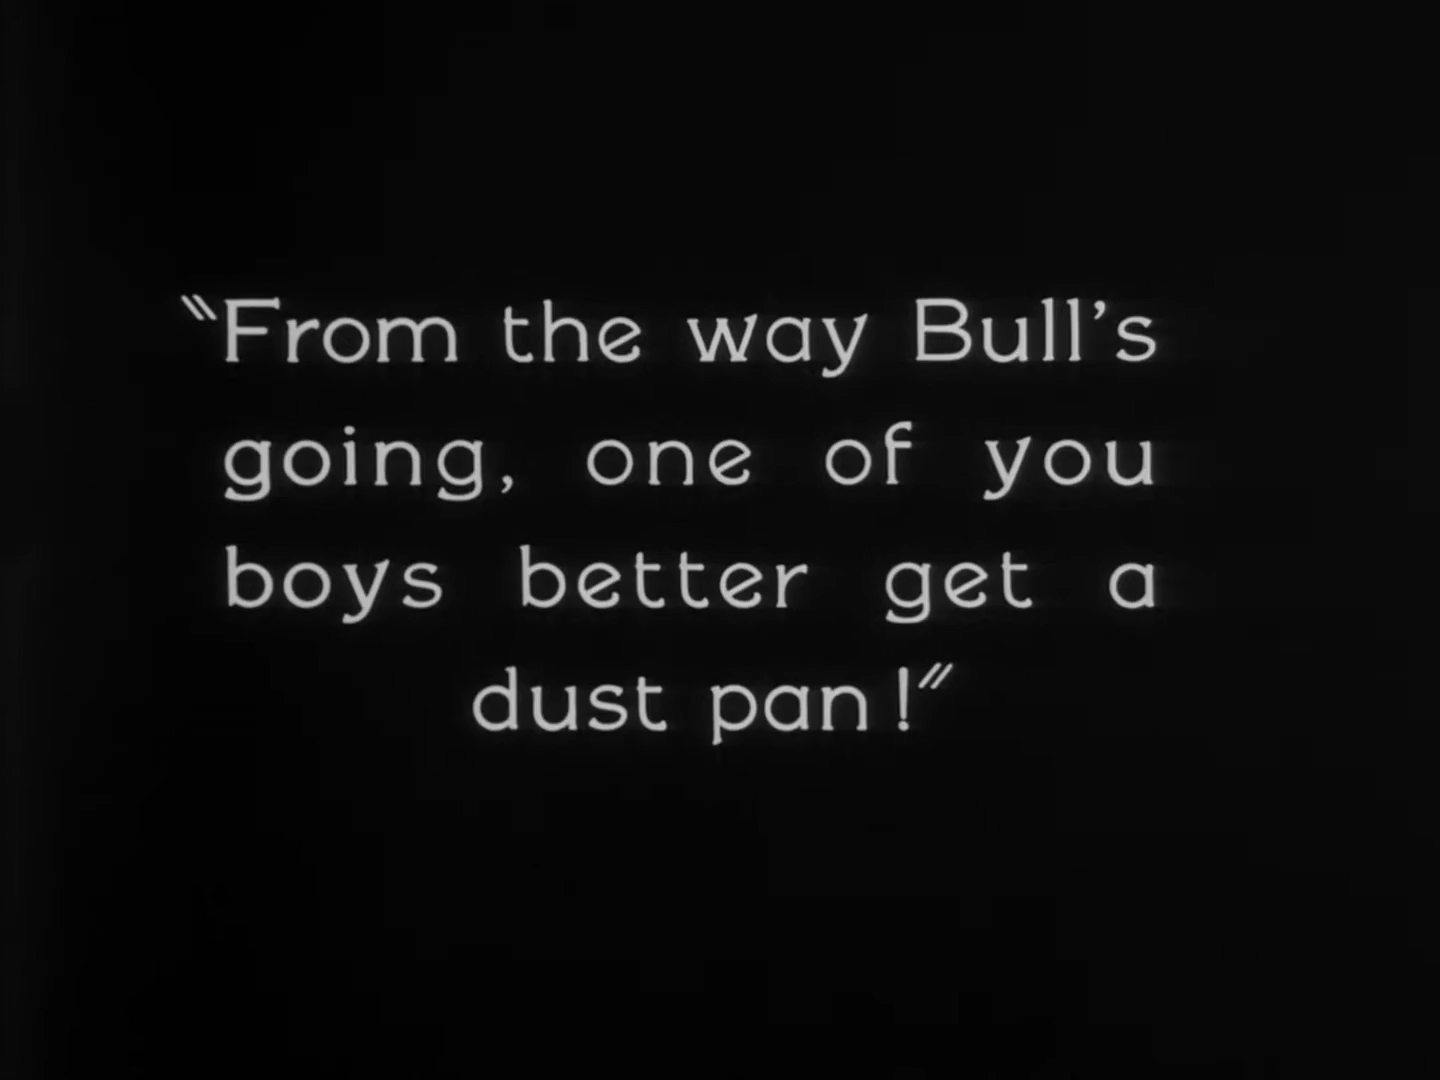 “From the way Bull’s
going, one of you
boys better get a
dust pan!”